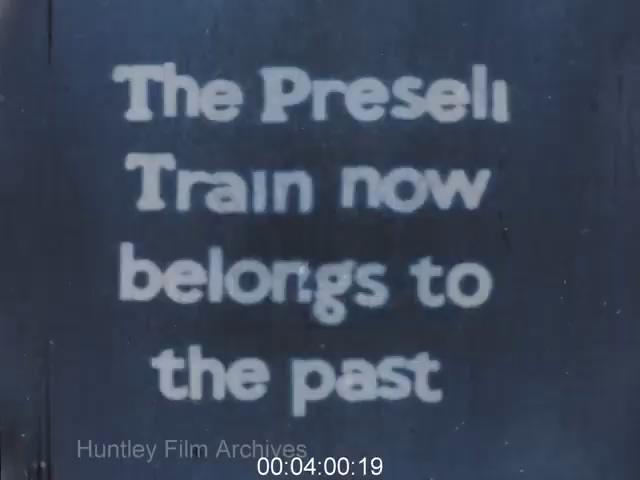 The Preseli
Train now
belongs to
the past
Huntley Film Archives
00:04:00:19